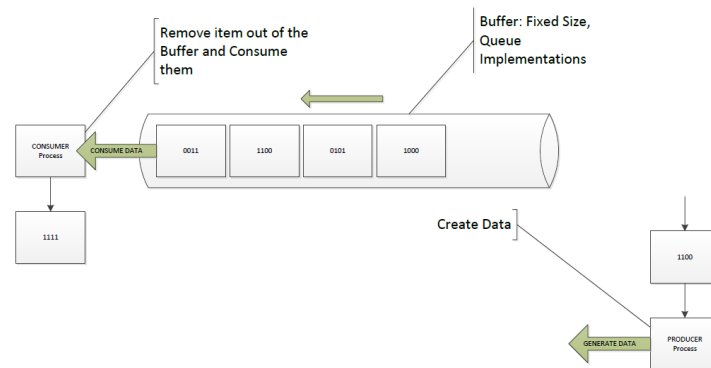 Remove item out of the
Buffer and Consume
them
Buffer: Fixed Size,
Queue
Implementations
CONSUMER
Process
CONSUME DATA
0011
1100
0101
1000
1111
Create Data
1100
GENERATE DATA
PRODUCER
Process